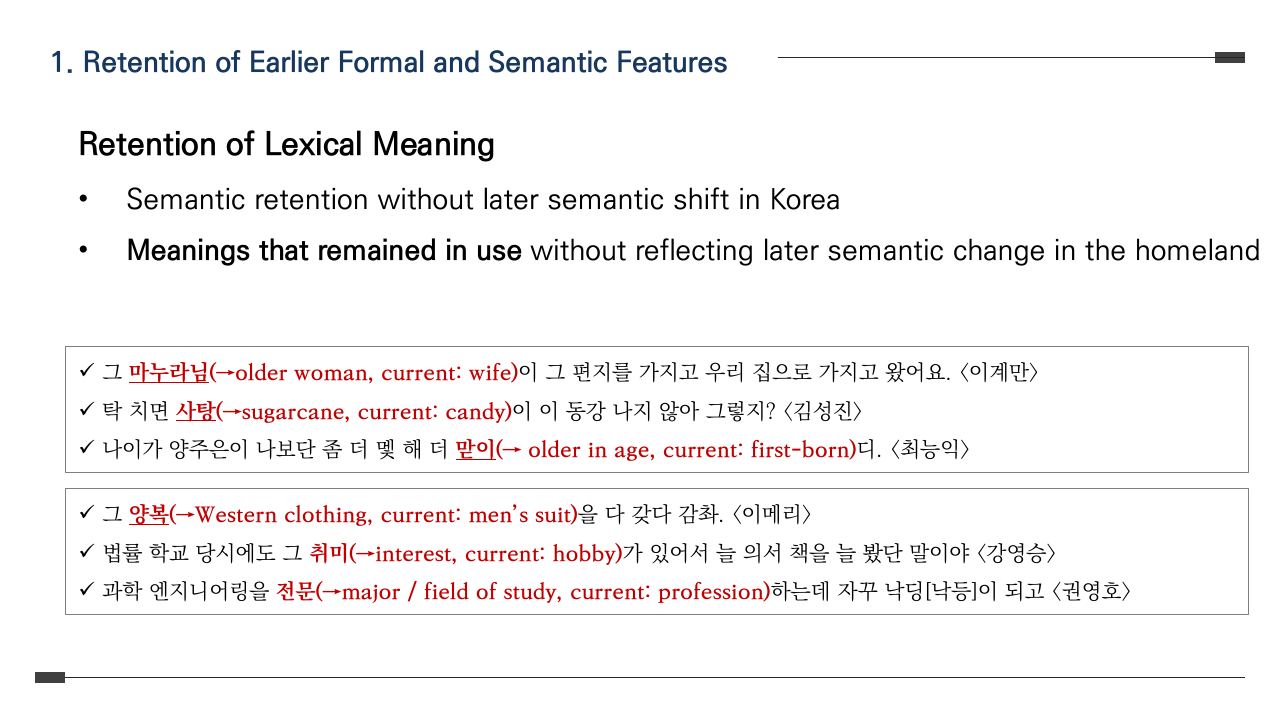 1. Retention of Earlier Formal and Semantic Features
Retention of Lexical Meaning
• Semantic retention without later semantic shift in Korea
• Meanings that remained in use without reflecting later semantic change in the homeland
✓ 그 마누라님(→older woman, current: wife)이 그 편지를 가지고 우리 집으로 가지고 왔어요. 〈이계만〉
✓ 탁 치면 사탕(→sugarcane, current: candy)이 이 동강 나지 않아 그렇지? 〈김성진〉
✓ 나이가 양주은이 나보단 좀 더 멫 해 더 맏이(→ older in age, current: first-born)디. 〈최능익〉
✓ 그 양복(→Western clothing, current: men’s suit)을 다 갖다 감촤. 〈이메리〉
✓ 법률 학교 당시에도 그 취미(→interest, current: hobby)가 있어서 늘 의서 책을 늘 봤단 말이야 〈강영승〉
✓ 과학 엔지니어링을 전문(→major / field of study, current: profession)하는데 자꾸 낙딩[낙등]이 되고 〈권영호〉